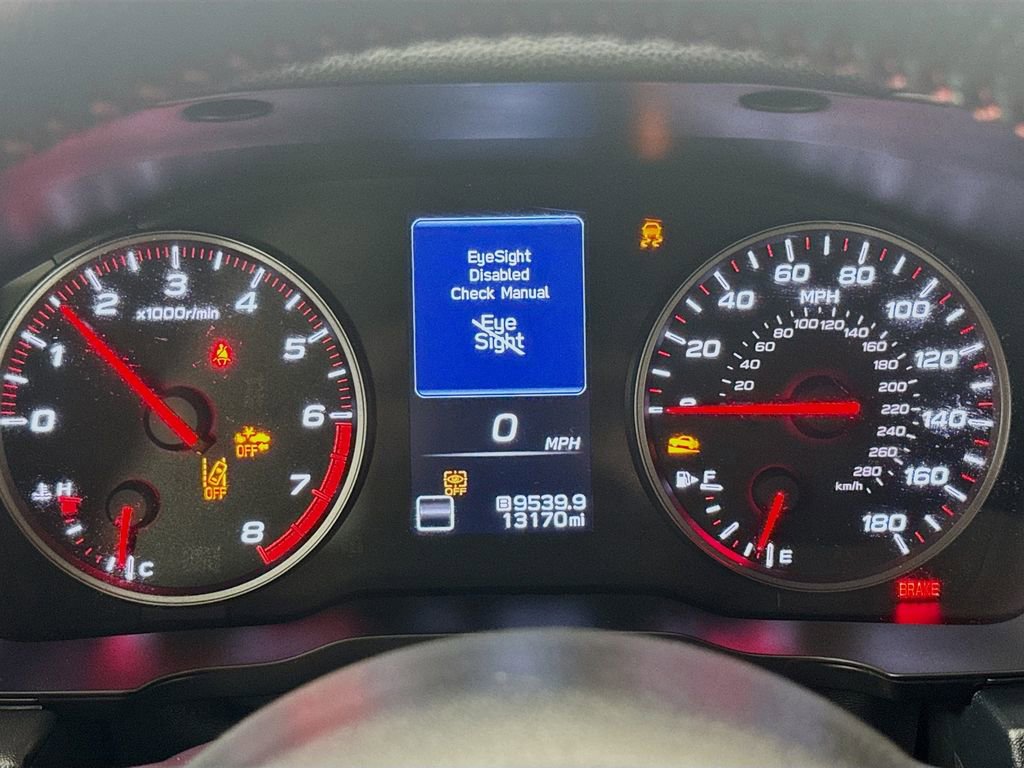 EyeSight
Disabled
Check Manual
Eye
Sight
0
MPH
OFF
B 9539.9
13170mi
0
1
2
3
4
5
6
7
8
x1000r/min
OFF
OFF
H
C
0
20
40
60
80
100
120
140
160
180
MPH
20
40
60
80
100
120
140
160
180
200
220
240
260
280
km/h
F
E
BRAKE